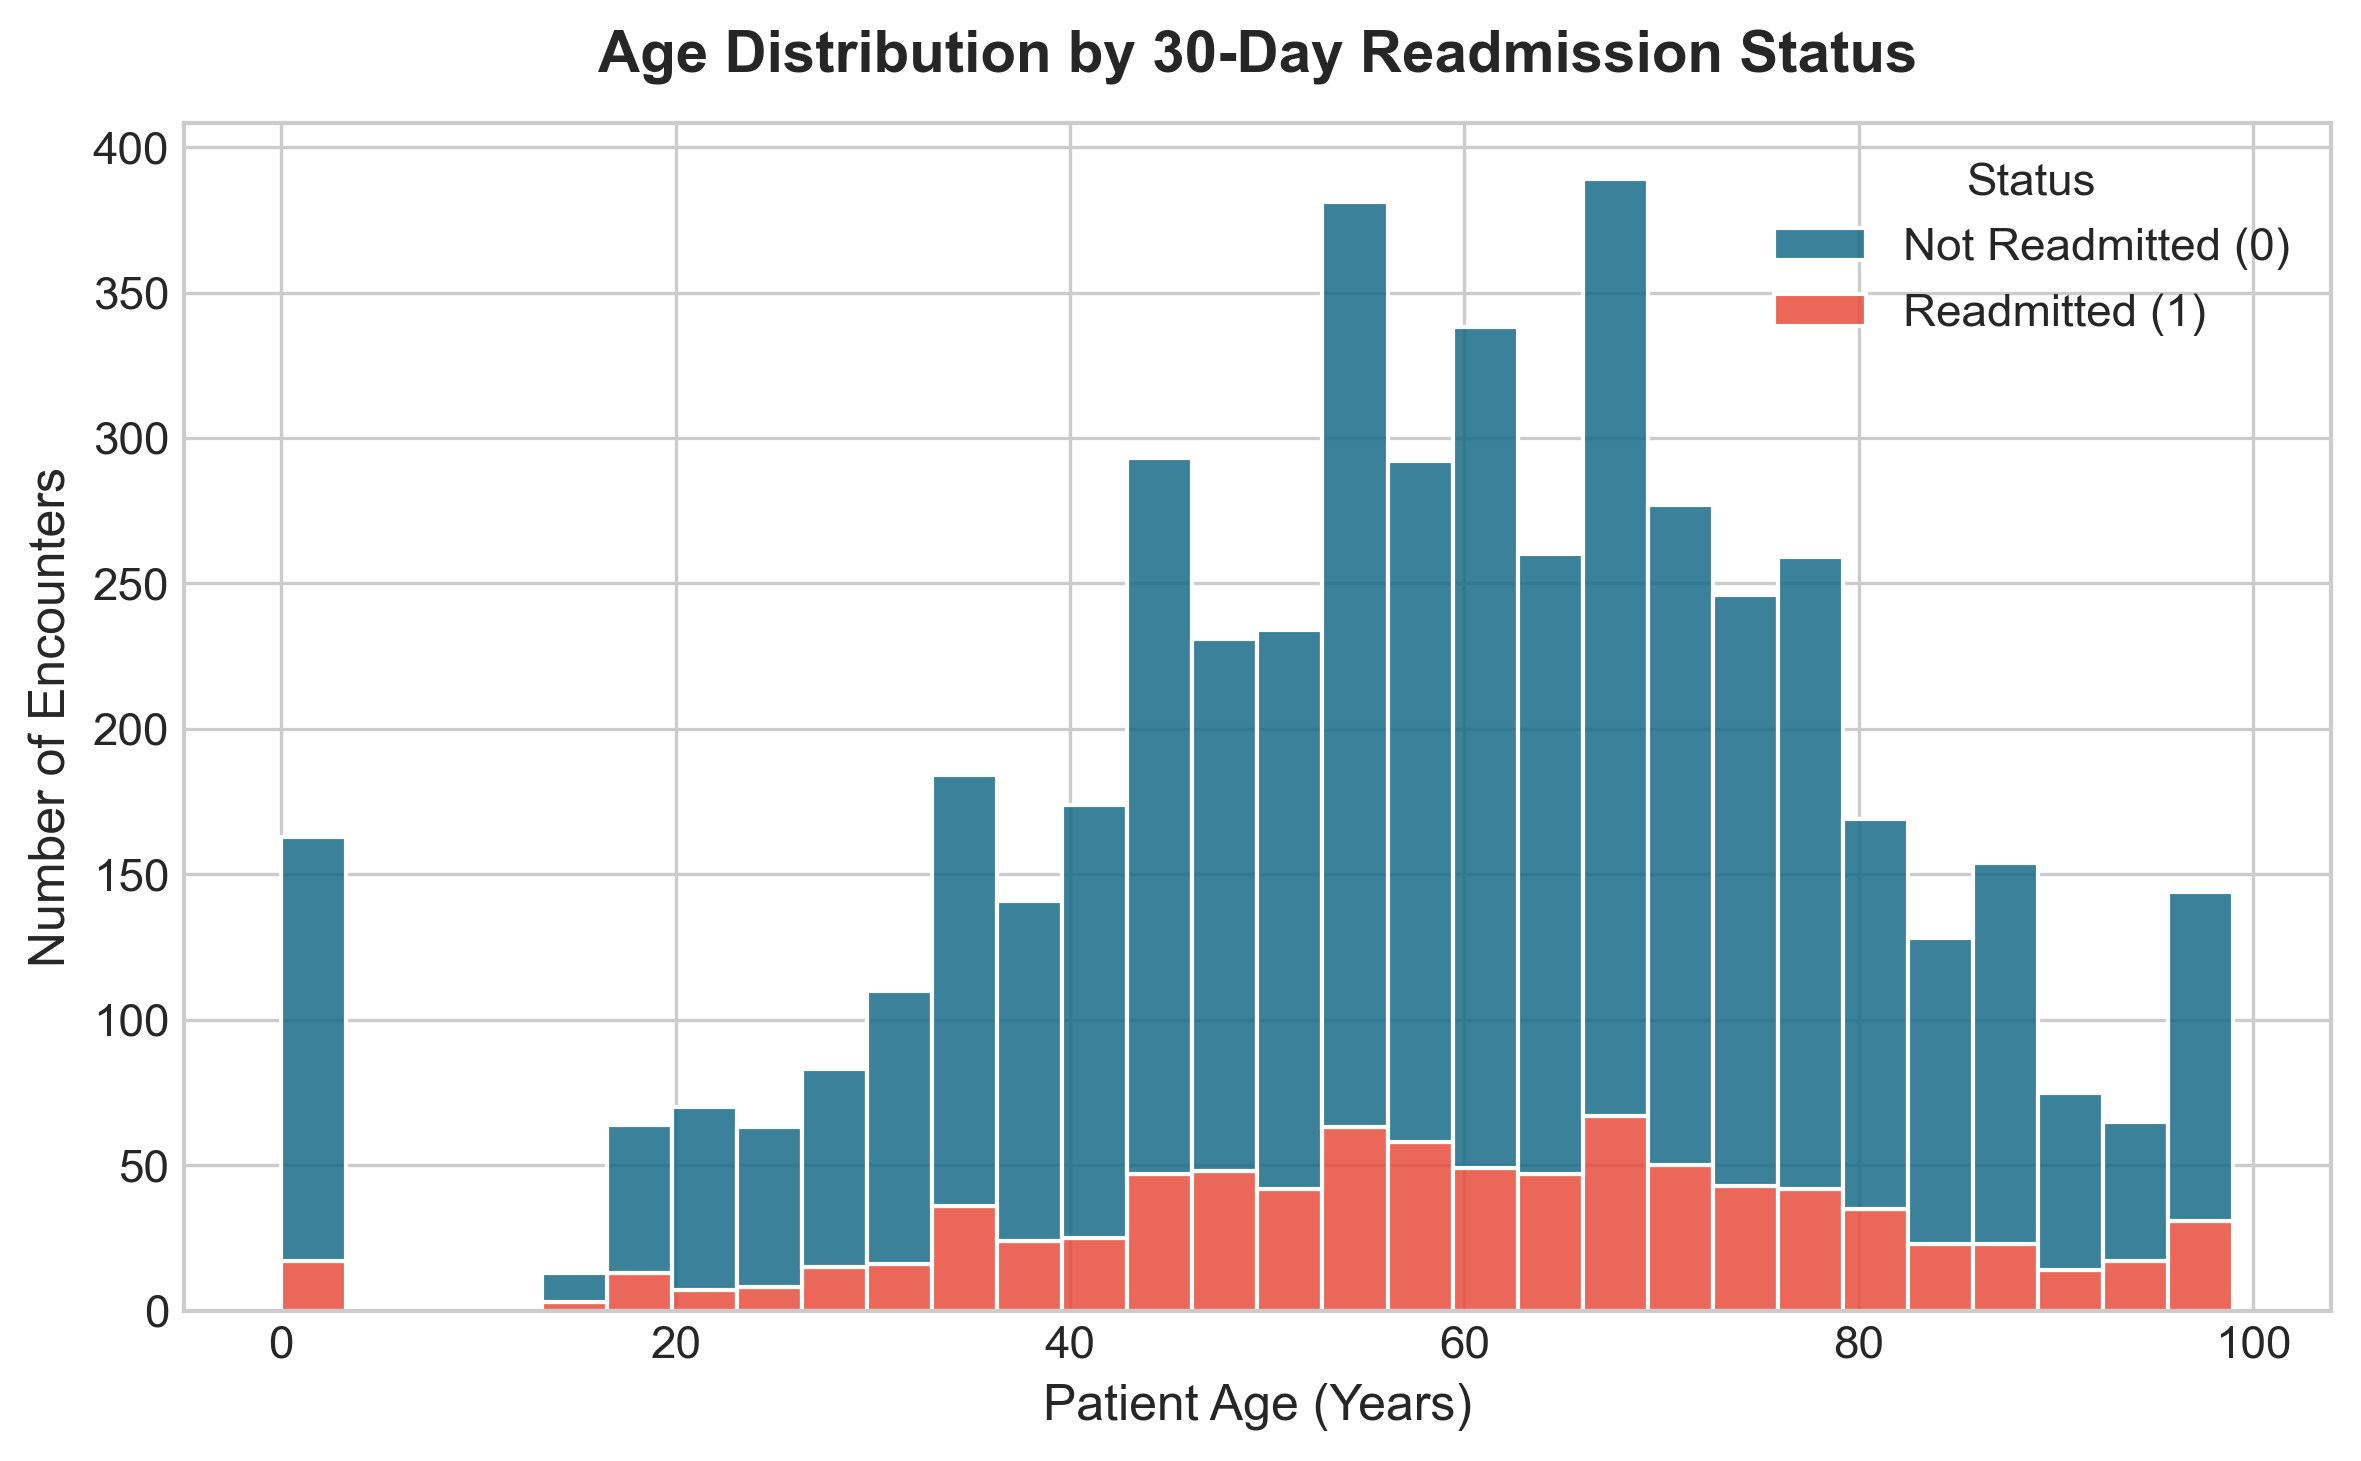 Age Distribution by 30-Day Readmission Status
Number of Encounters
400
350
300
250
200
150
100
50
0
Status
Not Readmitted (0)
Readmitted (1)
0 20 40 60 80 100
Patient Age (Years)